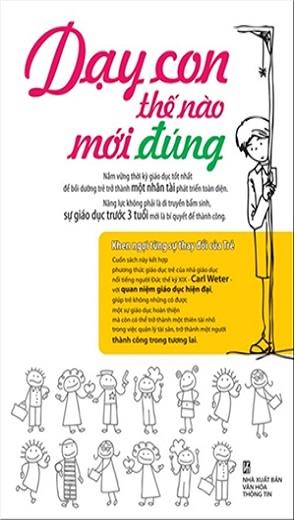 Dạy con
thế nào
mới đúng
Nắm vững thời kỳ giáo dục tốt nhất
để bồi dưỡng trẻ trở thành một nhân tài phát triển toàn diện.
Năng lực không phải là di truyền bẩm sinh,
sự giáo dục trước 3 tuổi mới là bí quyết để thành công.
Khen ngợi từng sự thay đổi của Trẻ
Cuốn sách này kết hợp
phương thức giáo dục trẻ của nhà giáo dục
nổi tiếng người Đức thế kỷ XIX - Carl Weter -
với quan niệm giáo dục hiện đại,
giúp trẻ không những có được
một sự giáo dục hoàn thiện
mà còn có thể trở thành một thiên tài nhỏ
trong việc quản lý tài sản, trở thành một người
thành công trong tương lai.
NHÀ XUẤT BẢN
VĂN HÓA
THÔNG TIN